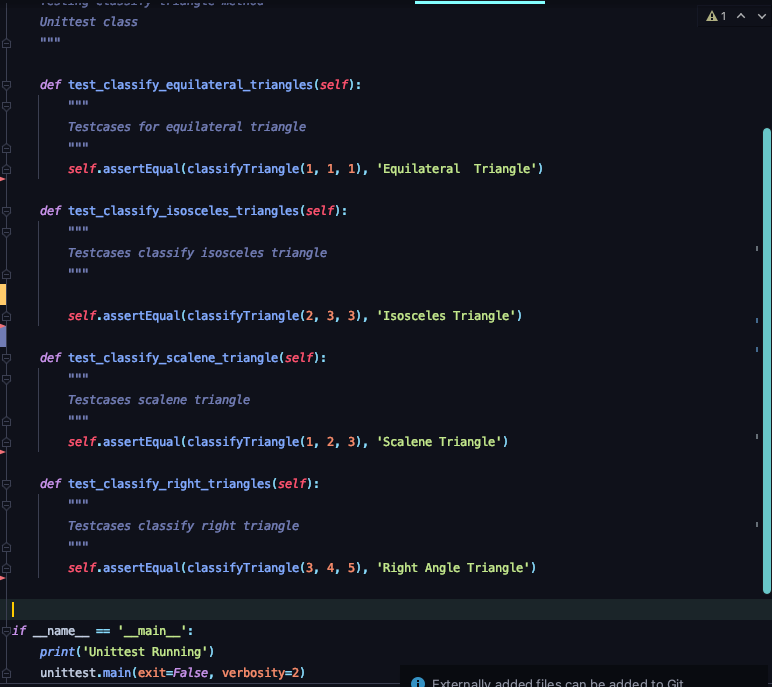 Testing classify triangle method
Unittest class
"""
1
def test_classify_equilateral_triangles(self):
"""
Testcases for equilateral triangle
"""
self.assertEqual(classifyTriangle(1, 1, 1), 'Equilateral  Triangle')
def test_classify_isosceles_triangles(self):
"""
Testcases classify isosceles triangle
"""
self.assertEqual(classifyTriangle(2, 3, 3), 'Isosceles Triangle')
def test_classify_scalene_triangle(self):
"""
Testcases scalene triangle
"""
self.assertEqual(classifyTriangle(1, 2, 3), 'Scalene Triangle')
def test_classify_right_triangles(self):
"""
Testcases classify right triangle
"""
self.assertEqual(classifyTriangle(3, 4, 5), 'Right Angle Triangle')
if __name__ == '__main__':
print('Unittest Running')
unittest.main(exit=False, verbosity=2)
Externally added files can be added to Git